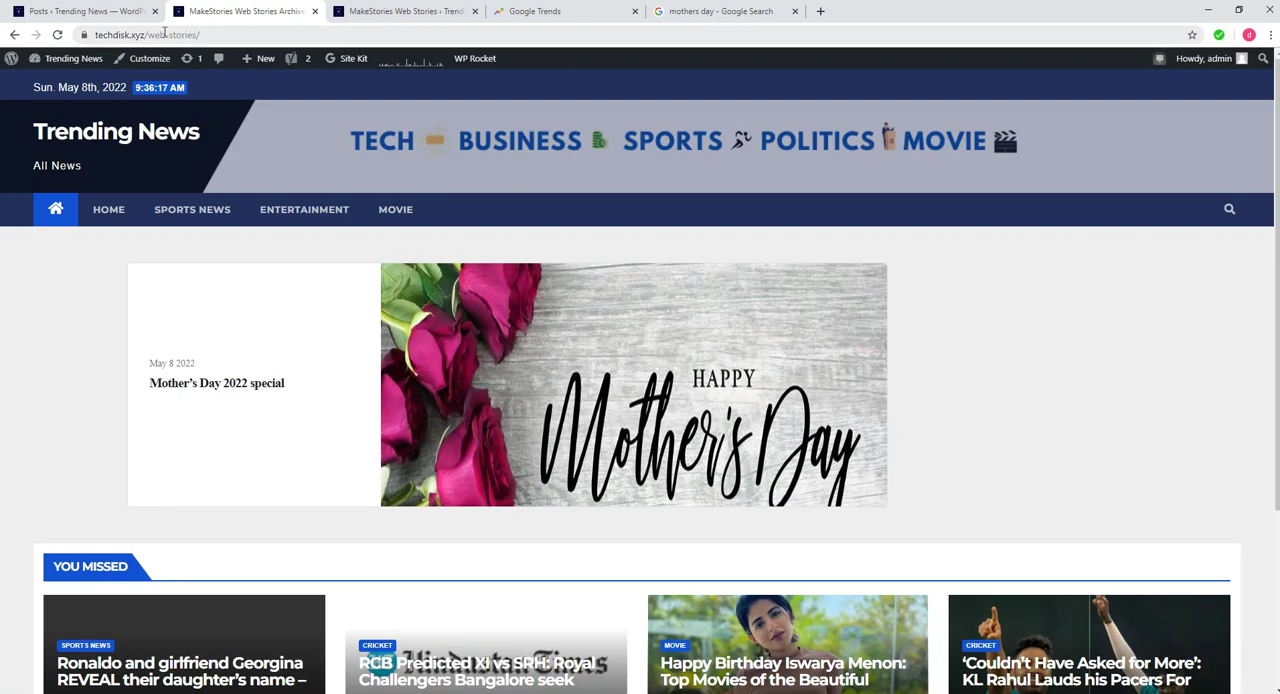 Posts ‹ Trending News — WordPr
MakeStories Web Stories Archive
MakeStories Web Stories ‹ Trend
Google Trends
mothers day - Google Search
techdisk.xyz/web-stories/
Trending News
Customize
1
New
2
Site Kit
WP Rocket
Howdy, admin
Sun. May 8th, 2022
9:36:17 AM
Trending News
All News
TECH BUSINESS SPORTS POLITICS MOVIE
HOME
SPORTS NEWS
ENTERTAINMENT
MOVIE
May 8 2022
Mother’s Day 2022 special
HAPPY
Mother's Day
YOU MISSED
SPORTS NEWS
Ronaldo and girlfriend Georgina
REVEAL their daughter’s name –
CRICKET
RCB Predicted XI vs SRH: Royal
Challengers Bangalore seek
Hindustan Times
MOVIE
Happy Birthday Iswarya Menon:
Top Movies of the Beautiful
CRICKET
‘Couldn’t Have Asked for More’:
KL Rahul Lauds his Pacers For